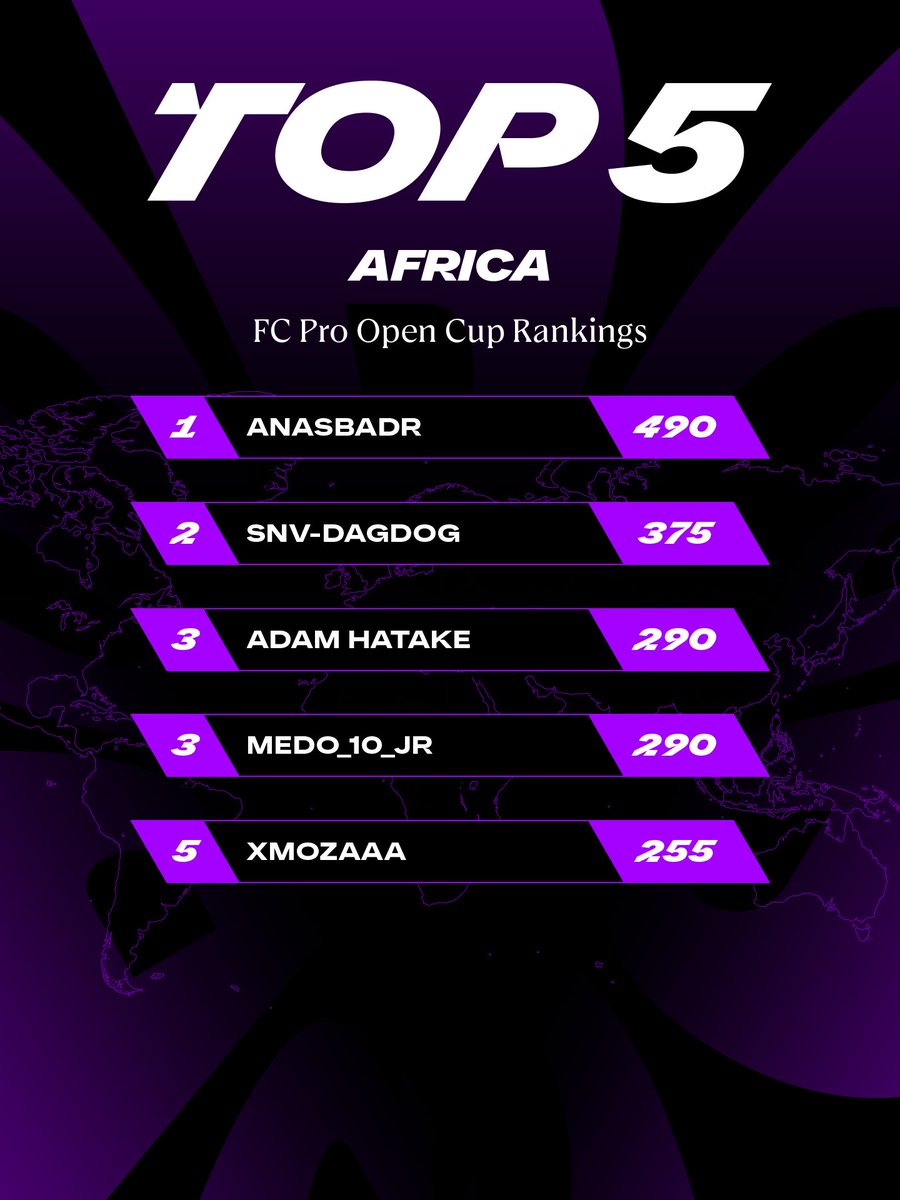 TOP 5
AFRICA
FC Pro Open Cup Rankings
1 ANASBADR 490
2 SNV-DAGDOG 375
3 ADAM HATAKE 290
3 MEDO_10_JR 290
5 XMOZAAA 255